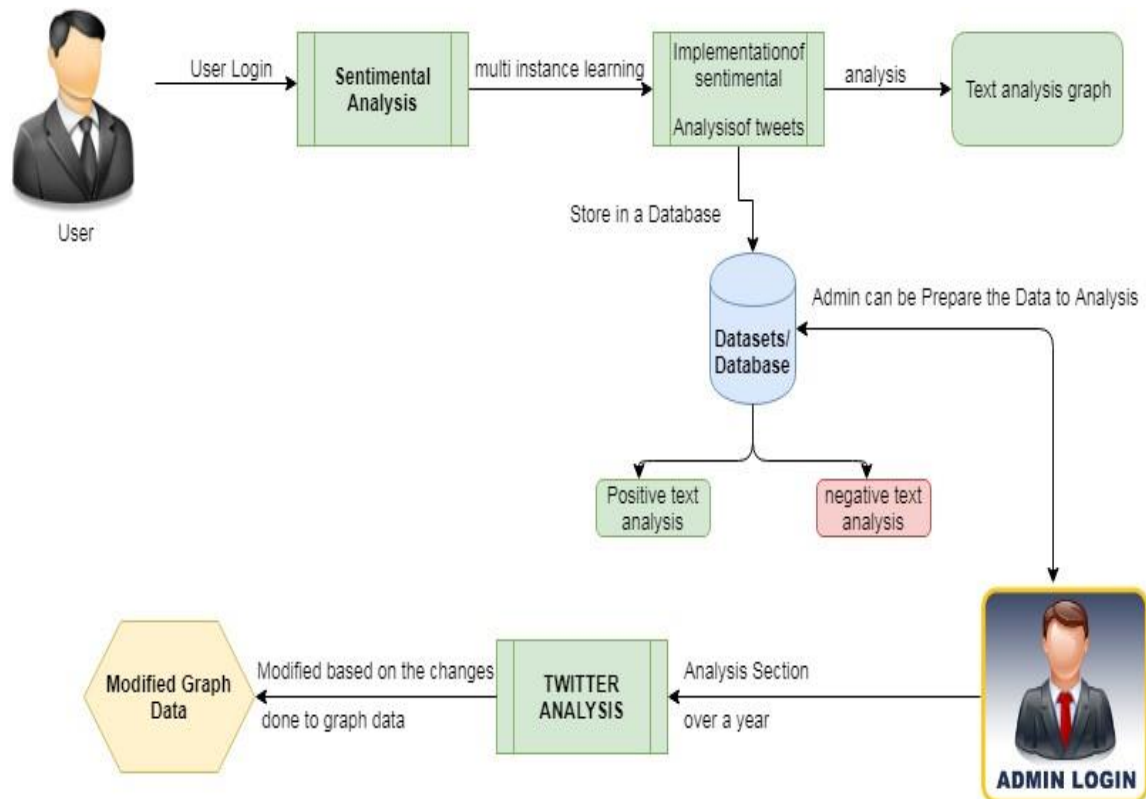 User Login
Sentimental
Analysis
multi instance learning
Implementationof
sentimental
Analysisof tweets
analysis
Text analysis graph
User
Store in a Database
Admin can be Prepare the Data to Analysis
Datasets/
Database
Positive text
analysis
negative text
analysis
Modified Graph
Data
Modified based on the changes
done to graph data
TWITTER
ANALYSIS
Analysis Section
over a year
ADMIN LOGIN